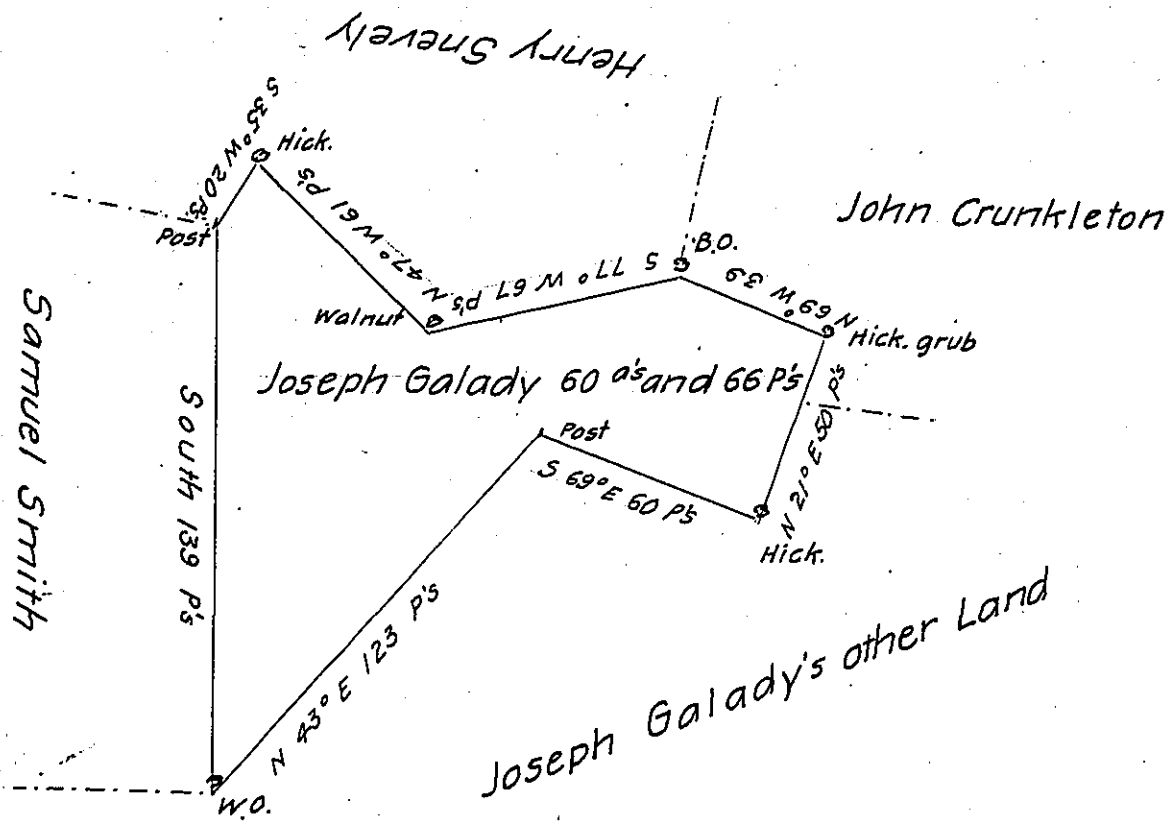 Henry Snevely
S 35° W 20 P's.
Hick.
Post
N 47° W 61 P's
Walnut
S 77° W 67 P's
B.O.
John Crunkleton
N 69° W 39
Hick. grub
Joseph Galady 60 a's and 66 P's
N 21° E 50 P's
Post
S 69° E 60 P's
Hick.
Samuel Smith
South 139 P's
N 43° E 123 P's
Joseph Galady's other Land
W.O.